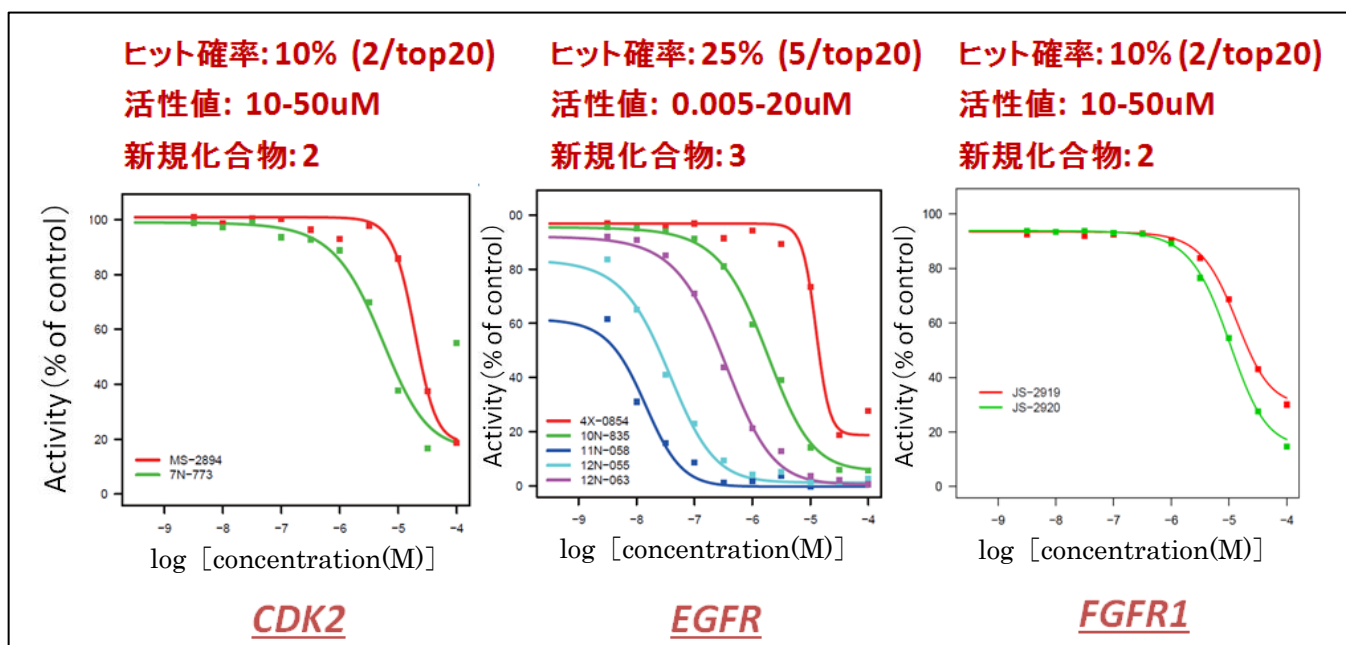 ヒット確率:10% (2/top20)
活性値: 10-50uM
新規化合物:2
Activity(% of control)
100
80
60
40
20
0
MS-2894
7N-773
-9 -8 -7 -6 -5 -4
log [concentration(M)]
CDK2
ヒット確率:25% (5/top20)
活性値: 0.005-20uM
新規化合物:3
Activity(% of control)
00
80
60
40
20
0
4X-0854
10N-835
11N-058
12N-055
12N-063
-9 -8 -7 -6 -5 -4
log [concentration(M)]
EGFR
ヒット確率:10% (2/top20)
活性値: 10-50uM
新規化合物:2
Activity(% of control)
100
80
60
40
20
0
JS-2919
JS-2920
-9 -8 -7 -6 -5 -4
log [concentration(M)]
FGFR1